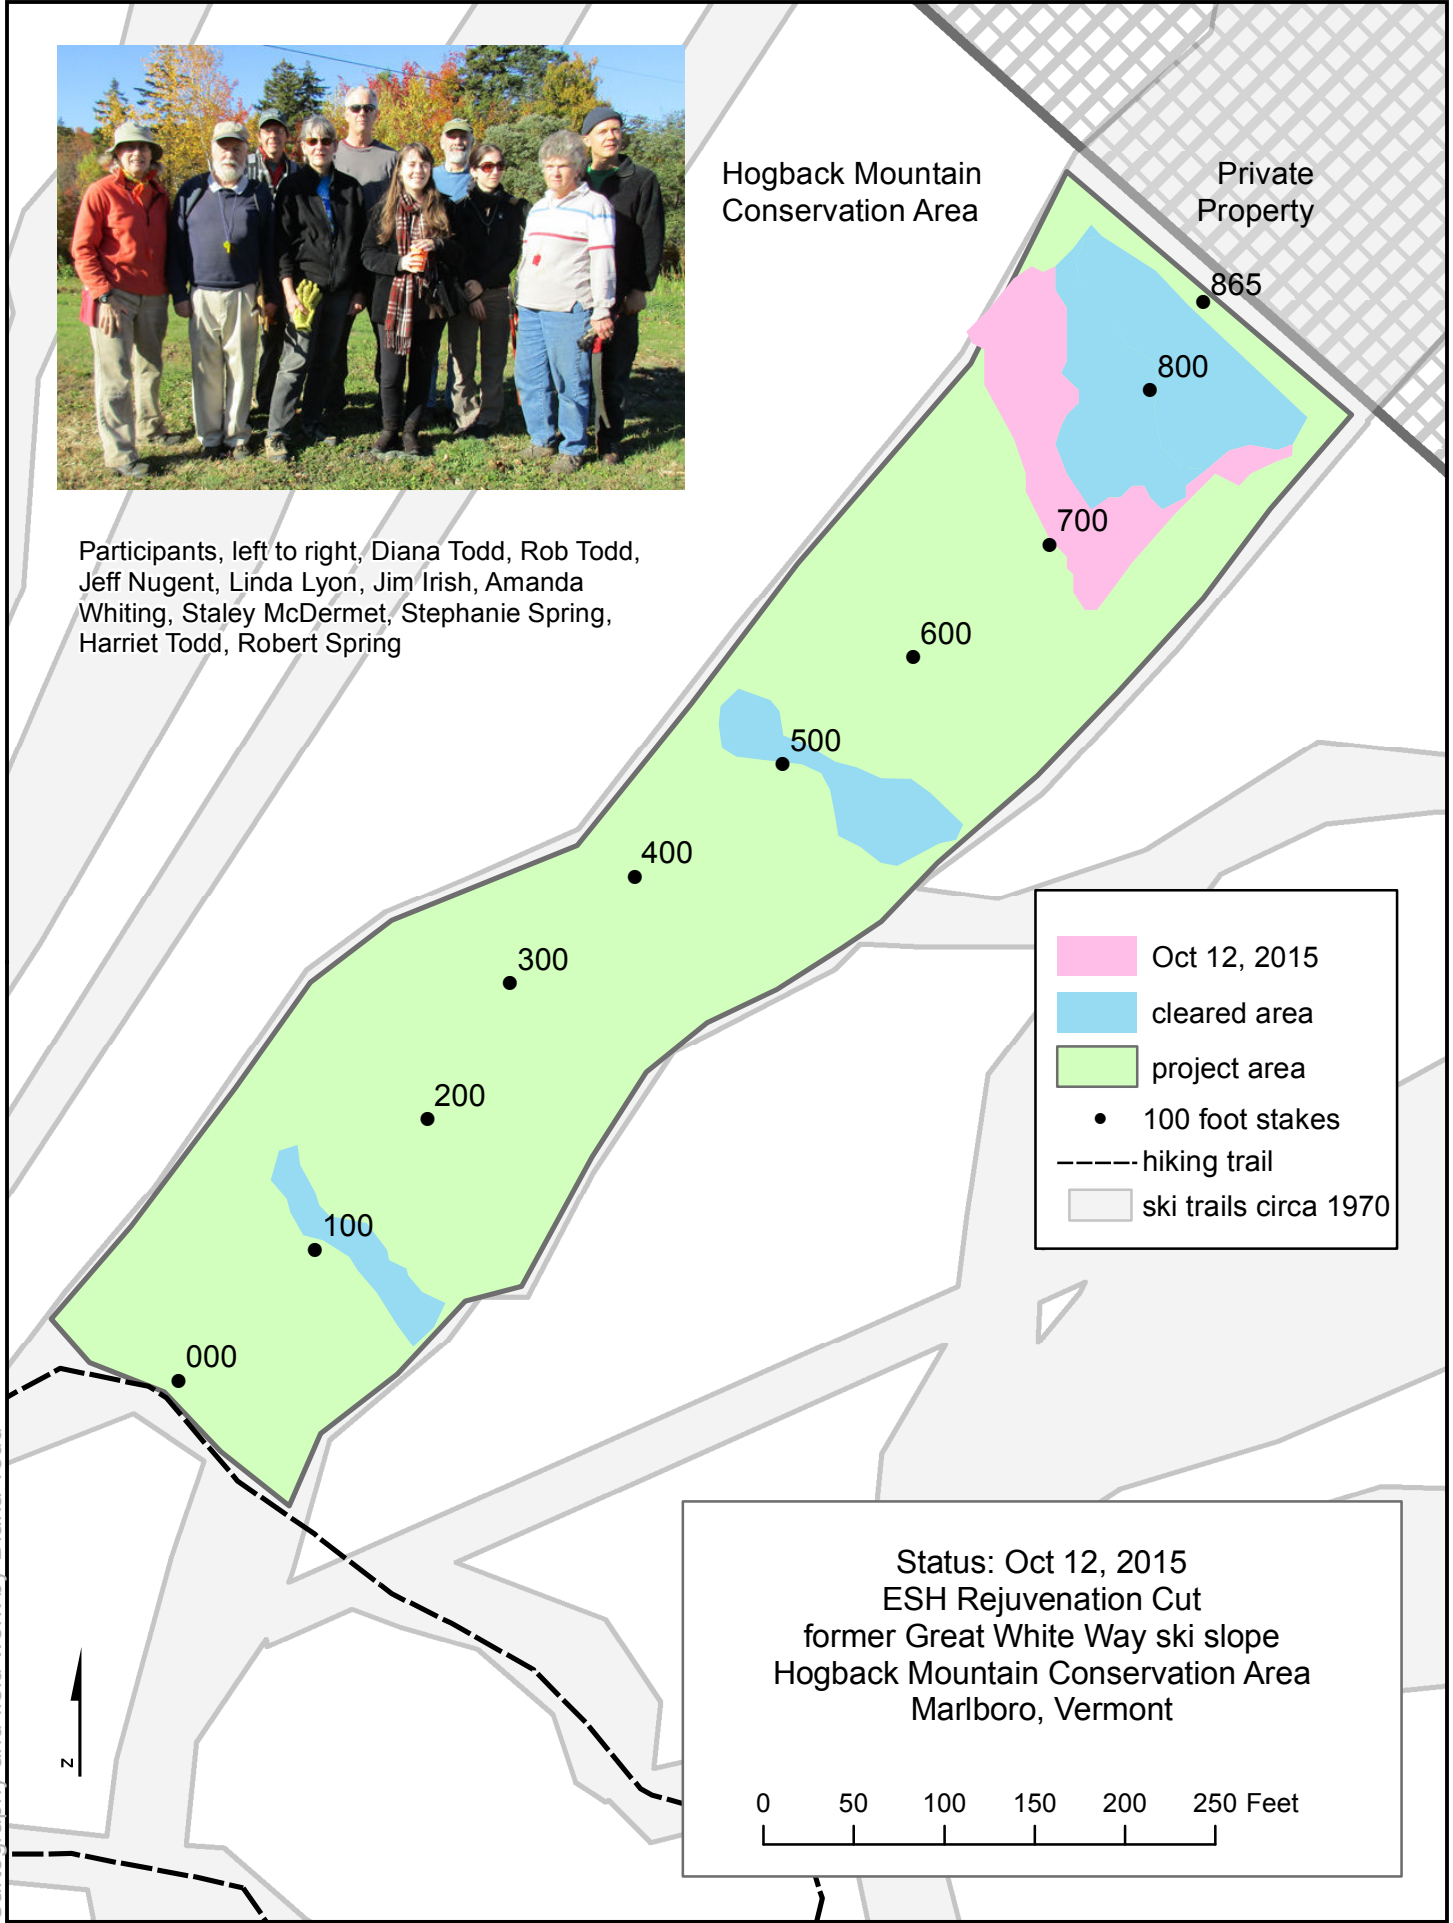 Hogback Mountain
Conservation Area
Private
Property
865
800
700
Participants, left to right, Diana Todd, Rob Todd,
Jeff Nugent, Linda Lyon, Jim Irish, Amanda
Whiting, Staley McDermet, Stephanie Spring,
Harriet Todd, Robert Spring
600
500
400
300
200
100
000
Oct 12, 2015
cleared area
project area
100 foot stakes
hiking trail
ski trails circa 1970
Status: Oct 12, 2015
ESH Rejuvenation Cut
former Great White Way ski slope
Hogback Mountain Conservation Area
Marlboro, Vermont
0 50 100 150 200 250 Feet
N